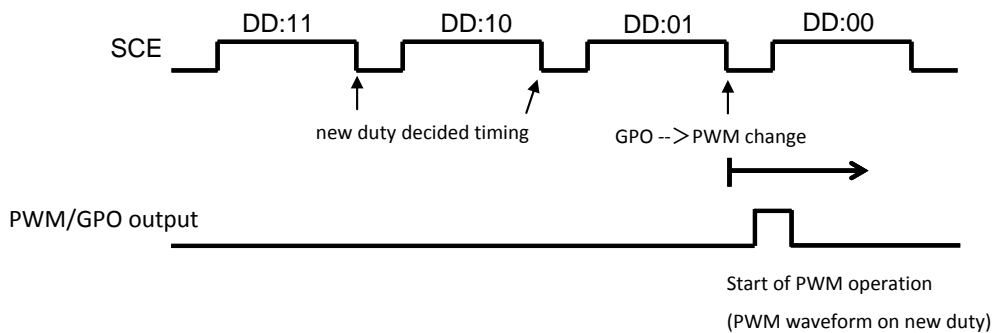 DD:11 DD:10 DD:01 DD:00
SCE
new duty decided timing
GPO -->PWM change
PWM/GPO output
Start of PWM operation
(PWM waveform on new duty)